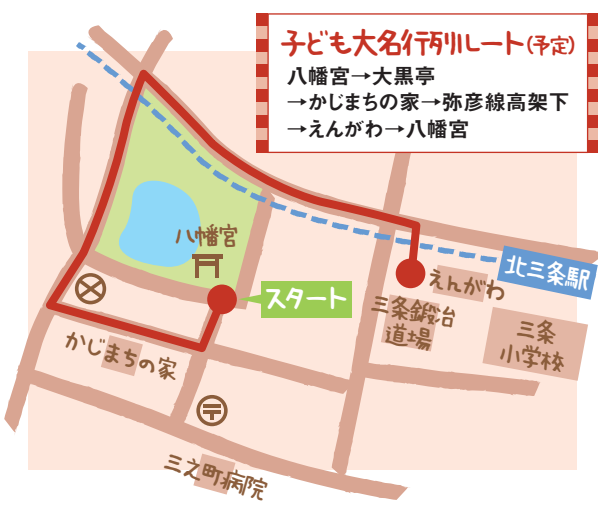 子ども大名行列ルート（予定）
八幡宮→大黒亭
→かじまちの家→弥彦線高架下
→えんがわ→八幡宮
八幡宮
スタート
北三条駅
えんがわ
三条鍛冶
道場
三条
小学校
かじまちの家
三之町病院